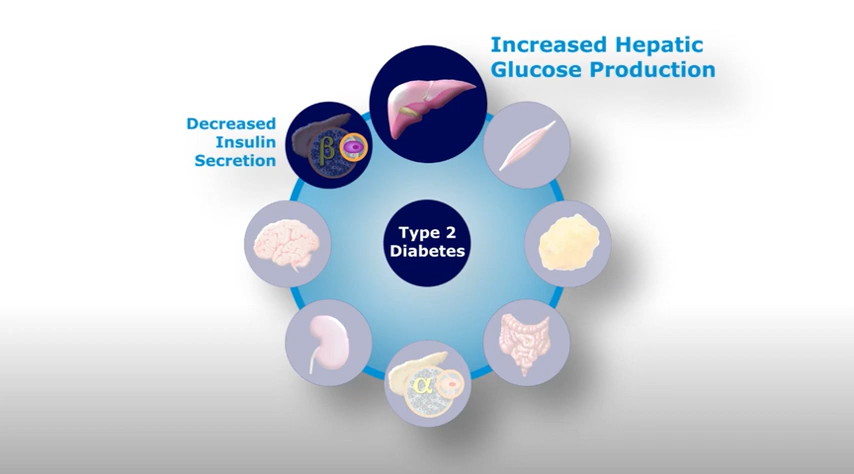 Increased Hepatic
Glucose Production
Decreased
Insulin
Secretion
β
Type 2
Diabetes
α